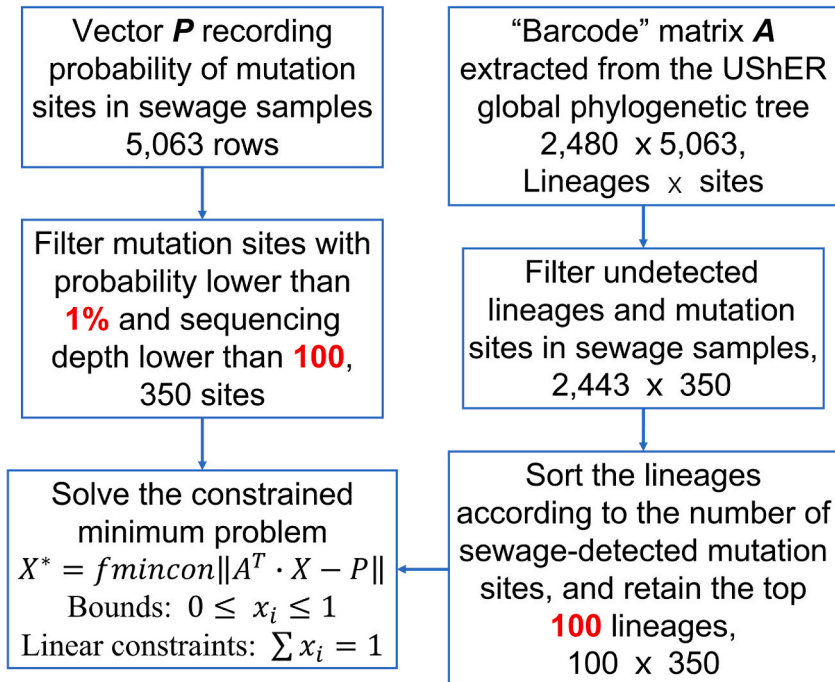 Vector P recording
probability of mutation
sites in sewage samples
5,063 rows
Filter mutation sites with
probability lower than
1% and sequencing
depth lower than 100,
350 sites
Solve the constrained
minimum problem
X* = fmincon‖A^T · X − P‖
Bounds: 0 ≤ x_i ≤ 1
Linear constraints: ∑ x_i = 1
“Barcode” matrix A
extracted from the UShER
global phylogenetic tree
2,480 x 5,063,
Lineages x sites
Filter undetected
lineages and mutation
sites in sewage samples,
2,443 x 350
Sort the lineages
according to the number of
sewage-detected mutation
sites, and retain the top
100 lineages,
100 x 350